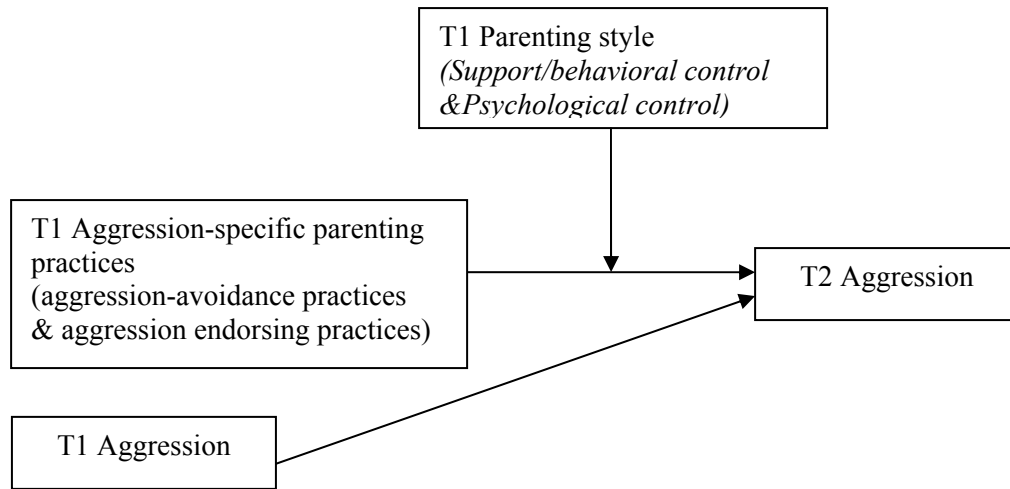 T1 Parenting style
(Support/behavioral control
&Psychological control)
T1 Aggression-specific parenting
practices
(aggression-avoidance practices
& aggression endorsing practices)
T2 Aggression
T1 Aggression